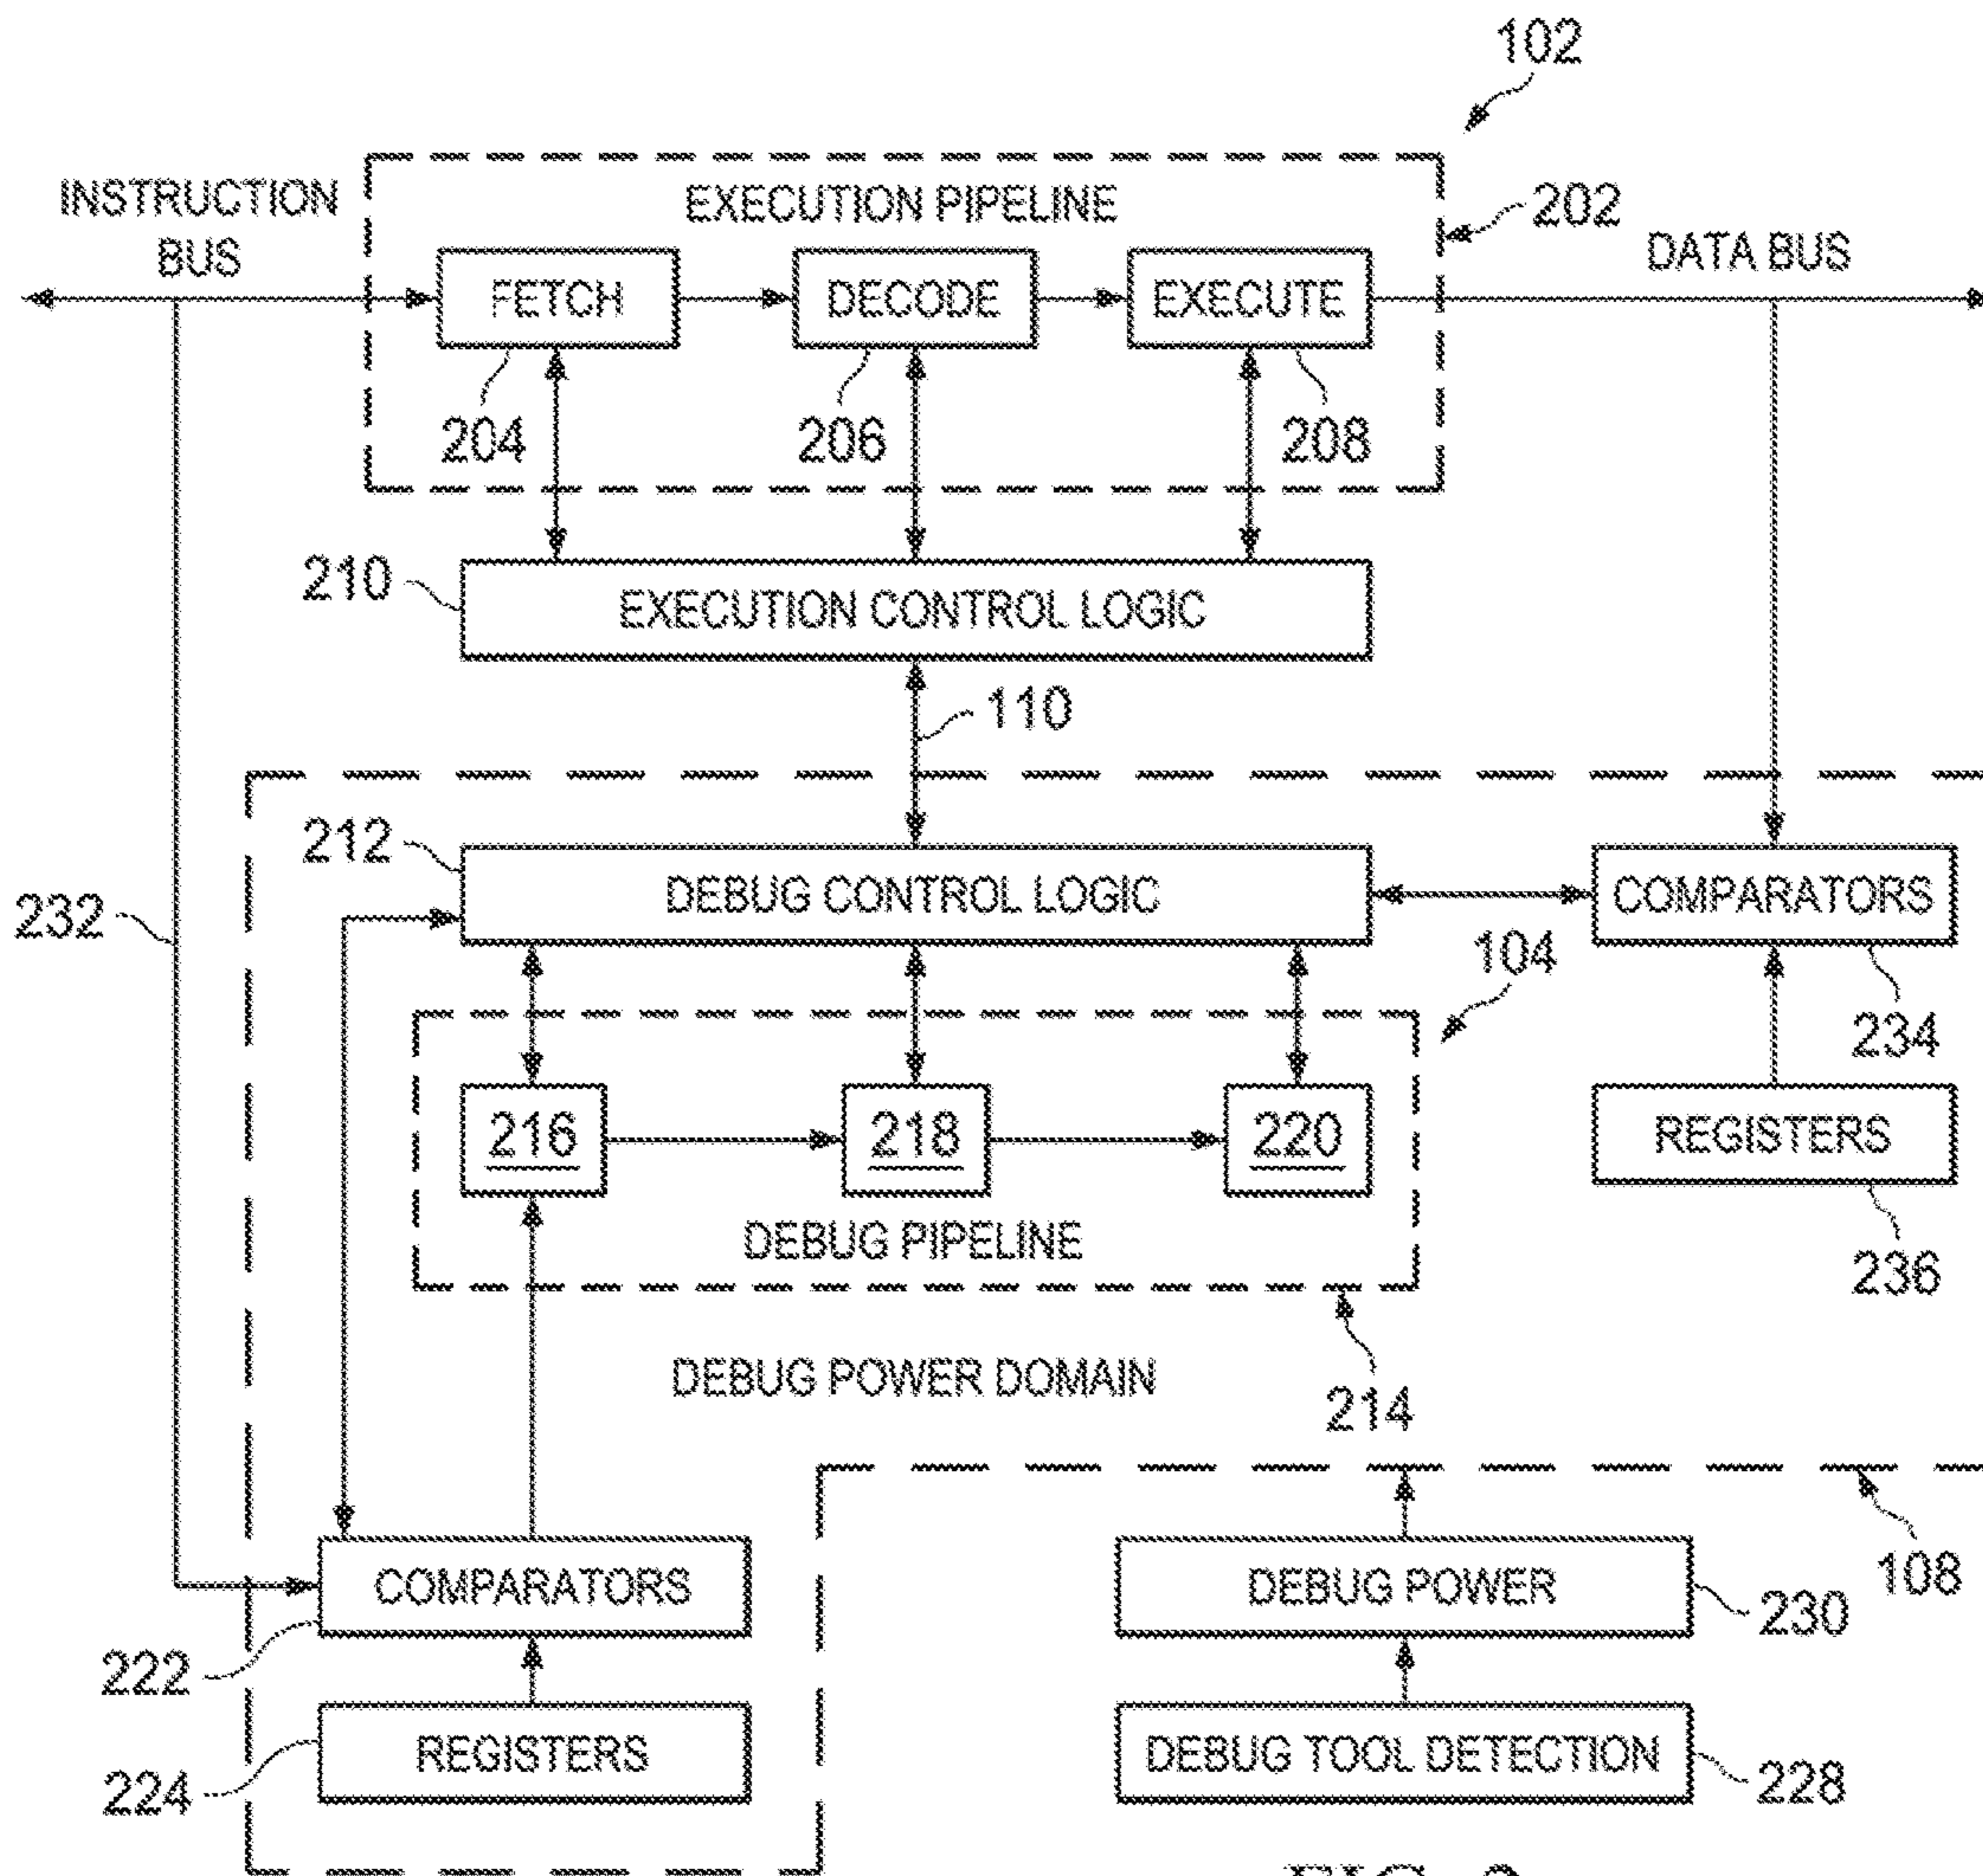 102
INSTRUCTION
BUS
EXECUTION PIPELINE
202
DATA BUS
FETCH
DECODE
EXECUTE
204
206
208
210
EXECUTION CONTROL LOGIC
110
212
DEBUG CONTROL LOGIC
COMPARATORS
232
104
234
216
218
220
REGISTERS
DEBUG PIPELINE
236
DEBUG POWER DOMAIN
214
108
COMPARATORS
DEBUG POWER
230
222
REGISTERS
DEBUG TOOL DETECTION
224
228